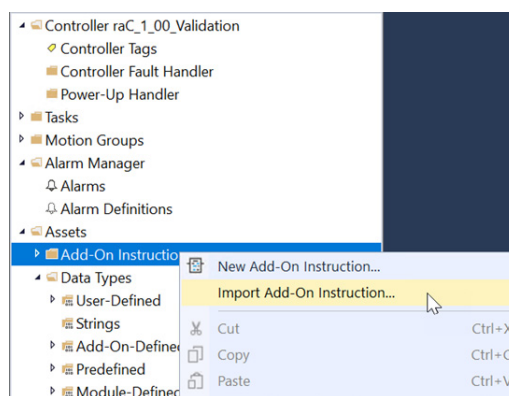 Controller raC_1_00_Validation
Controller Tags
Controller Fault Handler
Power-Up Handler
Tasks
Motion Groups
Alarm Manager
Alarms
Alarm Definitions
Assets
Add-On Instructio
New Add-On Instruction...
Data Types
Import Add-On Instruction...
User-Defined
Strings
Cut Ctrl+X
Add-On-Define
Copy Ctrl+C
Predefined
Paste Ctrl+V
Module-Defined